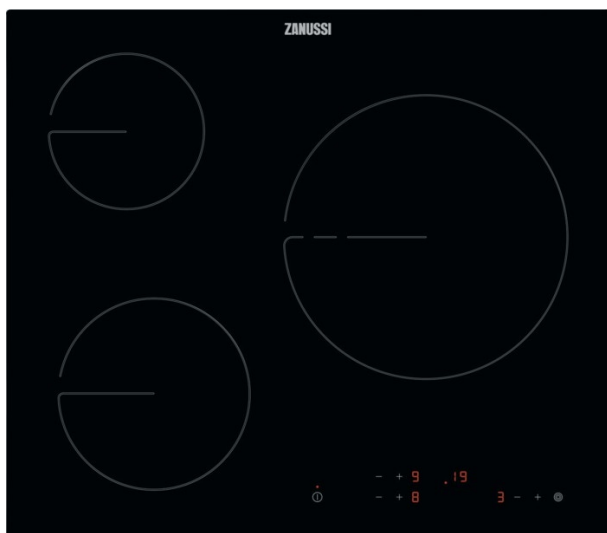 ZANUSSI
- + 9 .19
- + 8 3 - +